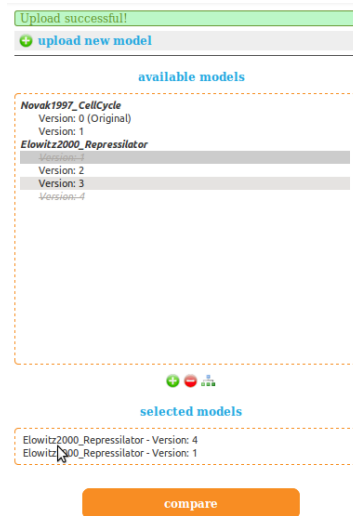 Upload successful!
upload new model
available models
Novak1997_CellCycle
Version: 0 (Original)
Version: 1
Elowitz2000_Repressilator
Version: 1
Version: 2
Version: 3
Version: 4
selected models
Elowitz2000_Repressilator - Version: 4
Elowitz2000_Repressilator - Version: 1
compare